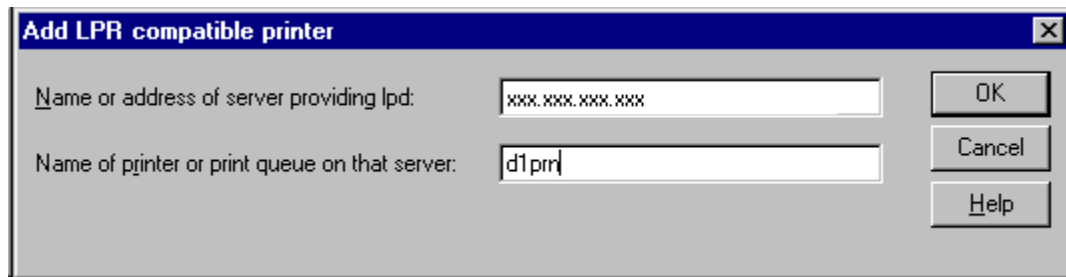 Add LPR compatible printer
Name or address of server providing lpd: xxx.xxx.xxx.xxx OK
Name of printer or print queue on that server: d1prn Cancel
Help